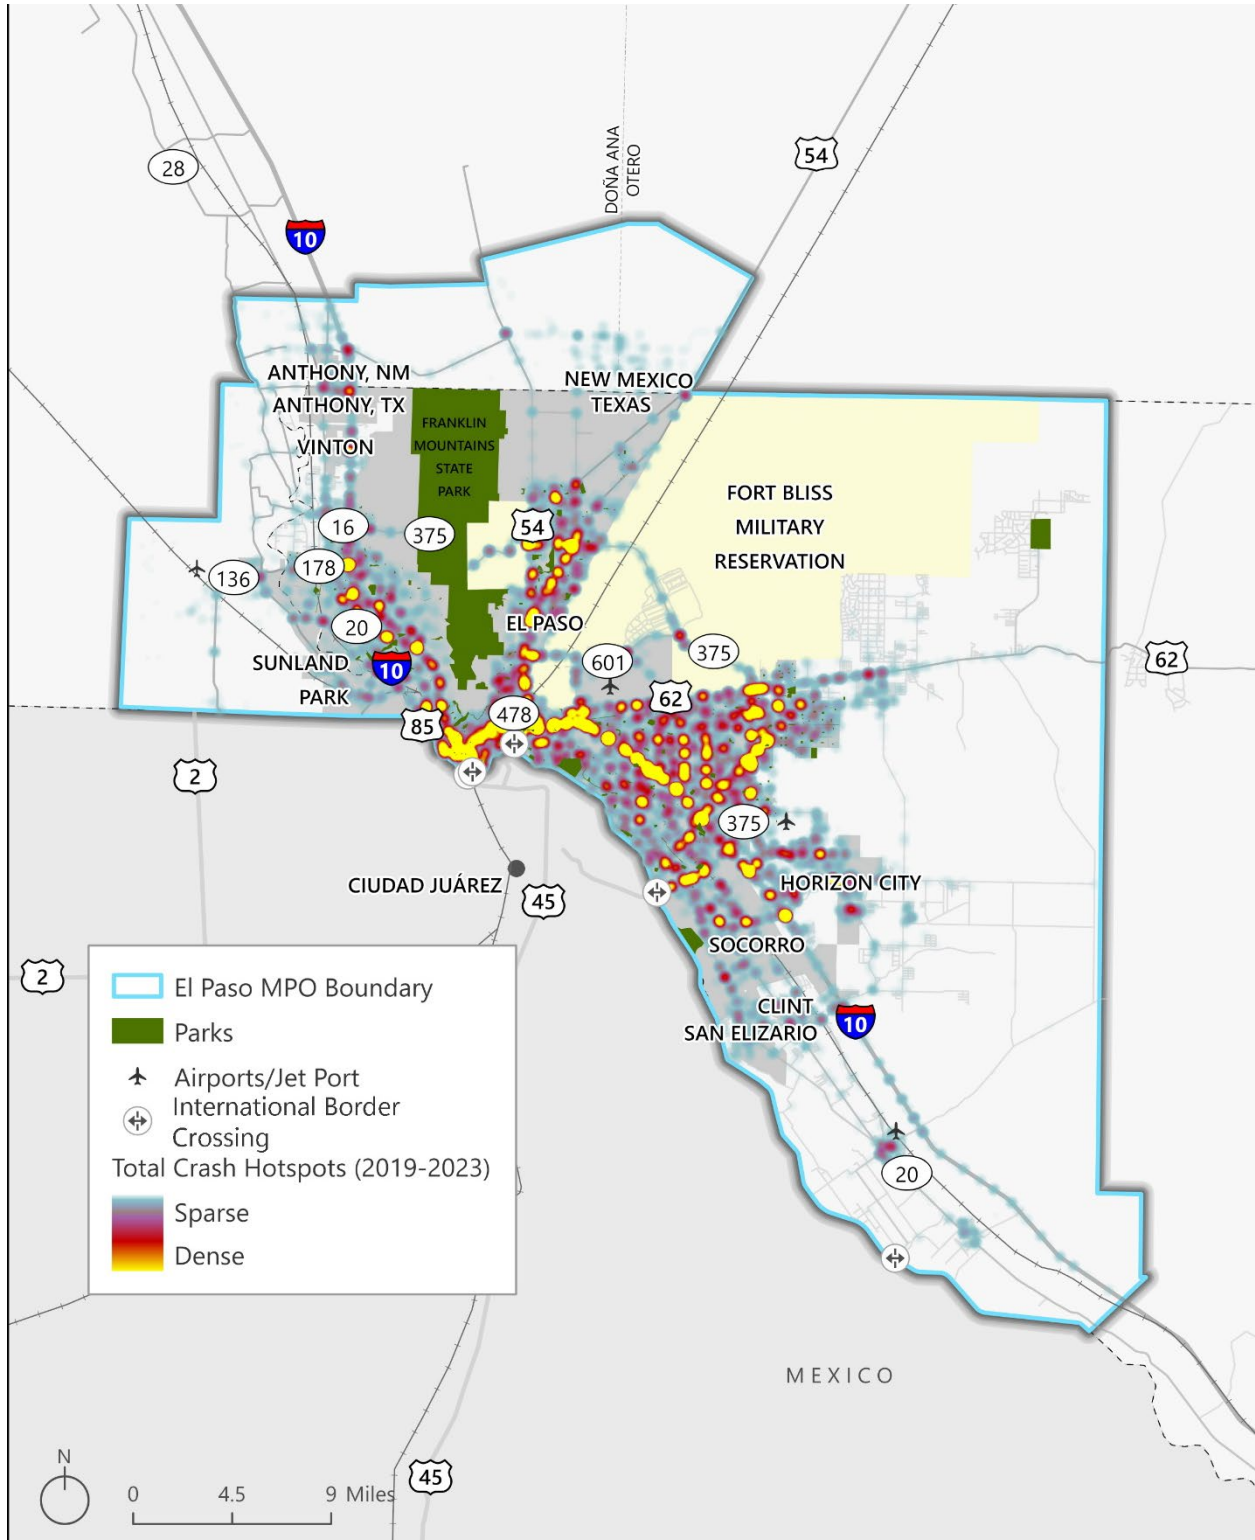 DOÑA ANA
OTERO
54
28
10
ANTHONY, NM
NEW MEXICO
ANTHONY, TX
TEXAS
FRANKLIN
MOUNTAINS
STATE
PARK
VINTON
FORT BLISS
MILITARY
RESERVATION
16
375
54
178
136
20
EL PASO
SUNLAND
PARK
10
601
375
62
62
85
478
2
375
CIUDAD JUÁREZ
45
HORIZON CITY
SOCORRO
2
CLINT
SAN ELIZARIO
10
El Paso MPO Boundary
Parks
Airports/Jet Port
International Border
Crossing
Total Crash Hotspots (2019-2023)
Sparse
Dense
20
MEXICO
45
N
0 4.5 9 Miles